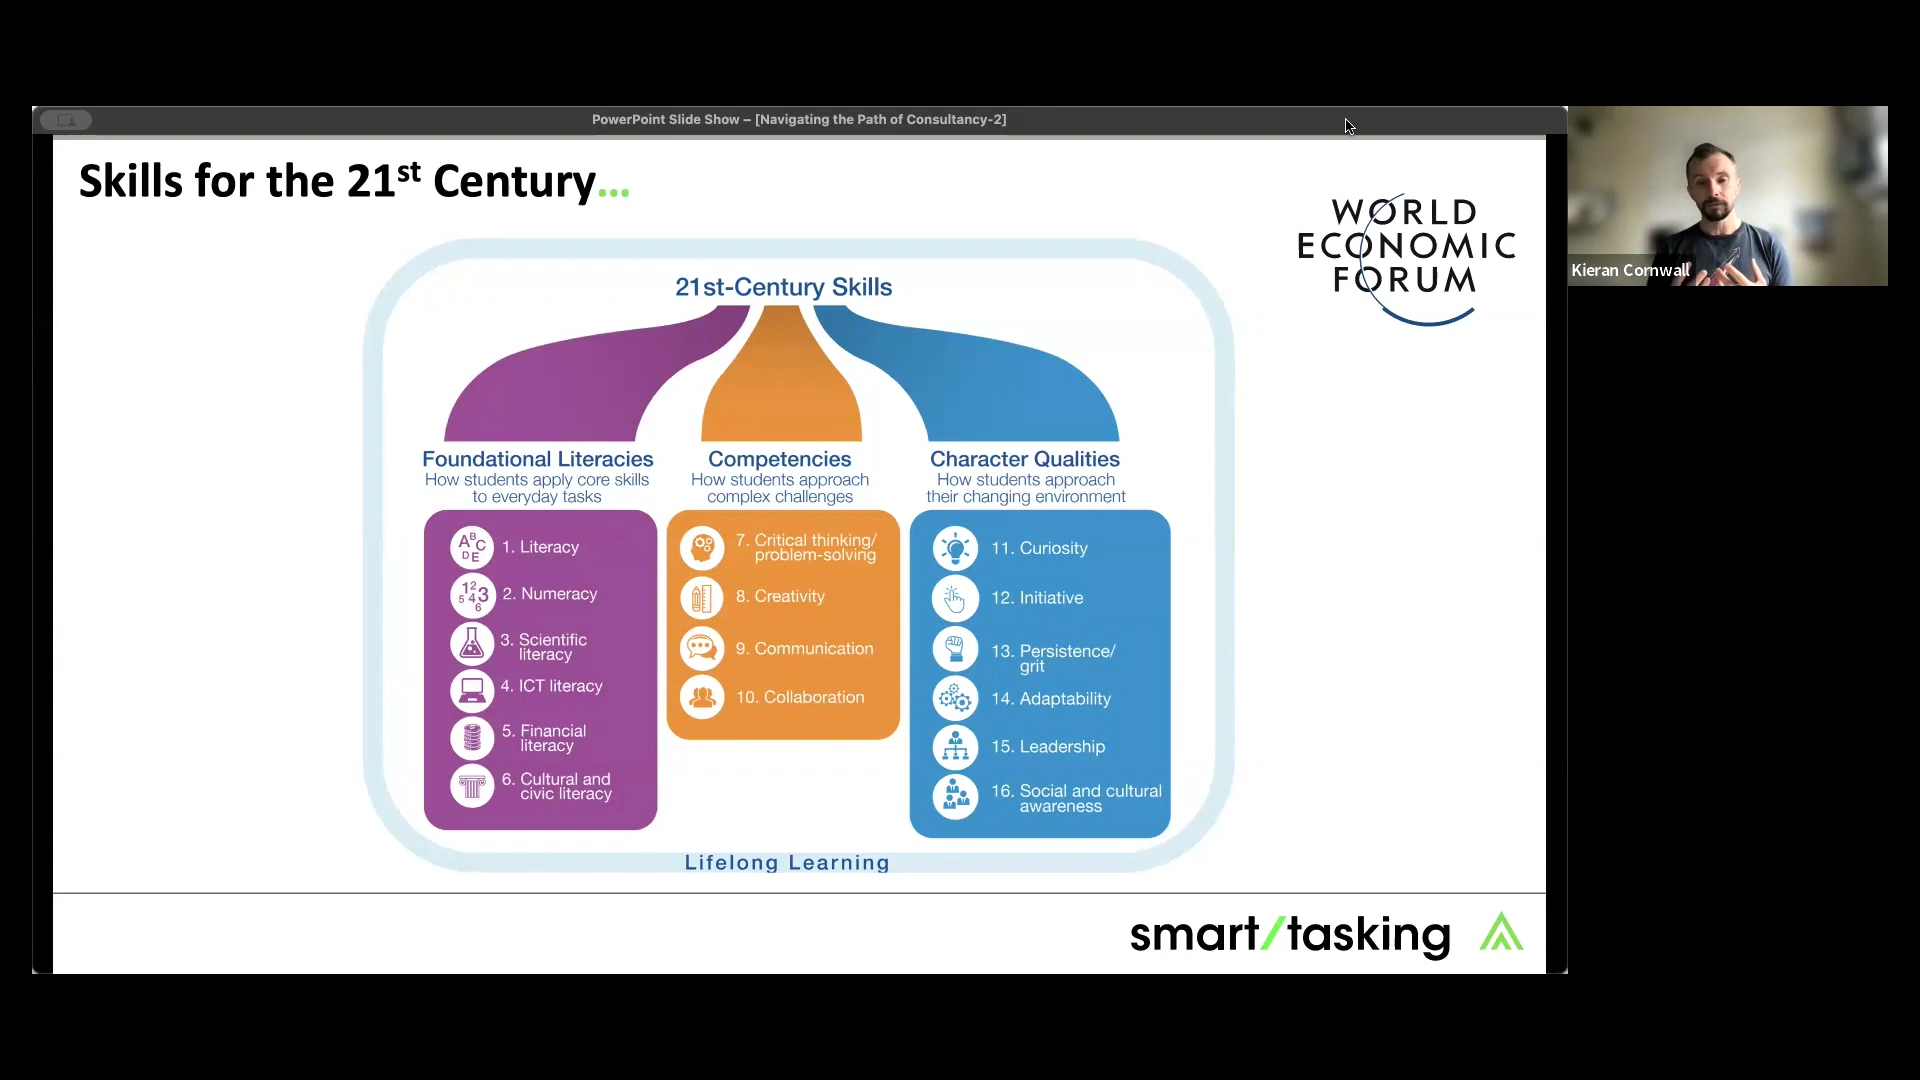 PowerPoint Slide Show – [Navigating the Path of Consultancy-2]
Skills for the 21st Century...
WORLD
ECONOMIC
FORUM
Kieran Cornwall
21st-Century Skills
Foundational Literacies
How students apply core skills
to everyday tasks
ABCDE
1. Literacy
123456
2. Numeracy
3. Scientific
literacy
4. ICT literacy
5. Financial
literacy
6. Cultural and
civic literacy
Competencies
How students approach
complex challenges
7. Critical thinking/
problem-solving
8. Creativity
9. Communication
10. Collaboration
Character Qualities
How students approach
their changing environment
11. Curiosity
12. Initiative
13. Persistence/
grit
14. Adaptability
15. Leadership
16. Social and cultural
awareness
Lifelong Learning
smart/tasking